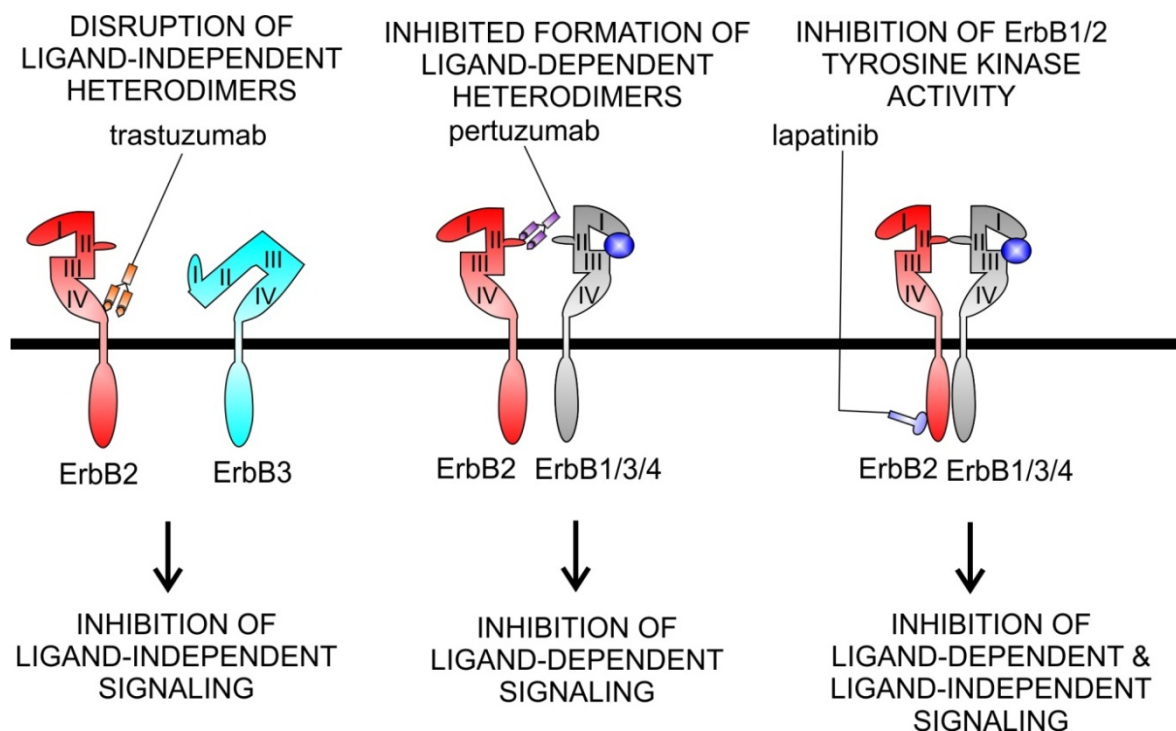 DISRUPTION OF
LIGAND-INDEPENDENT
HETERODIMERS
trastuzumab
I
II
III
IV
I
II
III
IV
ErbB2
ErbB3
INHIBITION OF
LIGAND-INDEPENDENT
SIGNALING
INHIBITED FORMATION OF
LIGAND-DEPENDENT
HETERODIMERS
pertuzumab
I
II
III
IV
I
II
III
IV
ErbB2
ErbB1/3/4
INHIBITION OF
LIGAND-DEPENDENT
SIGNALING
INHIBITION OF ErbB1/2
TYROSINE KINASE
ACTIVITY
lapatinib
I
II
III
IV
I
II
III
IV
ErbB2
ErbB1/3/4
INHIBITION OF
LIGAND-DEPENDENT &
LIGAND-INDEPENDENT
SIGNALING